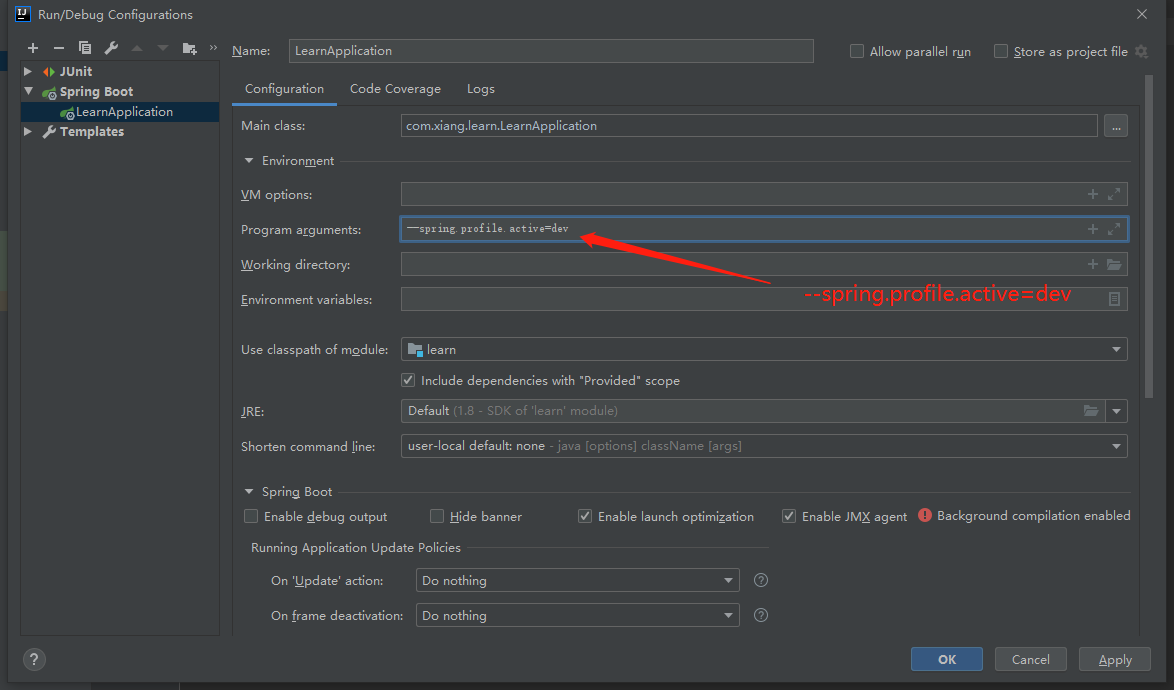 Run/Debug Configurations
Name: LearnApplication Allow parallel run Store as project file
JUnit
Spring Boot
LearnApplication
Templates
Configuration Code Coverage Logs
Main class: com.xiang.learn.LearnApplication ...
Environment
VM options:
Program arguments: --spring.profile.active=dev
Working directory:
--spring.profile.active=dev
Environment variables:
Use classpath of module: learn
Include dependencies with "Provided" scope
JRE: Default (1.8 - SDK of 'learn' module)
Shorten command line: user-local default: none - java [options] className [args]
Spring Boot
Enable debug output Hide banner Enable launch optimization Enable JMX agent Background compilation enabled
Running Application Update Policies
On 'Update' action: Do nothing ?
On frame deactivation: Do nothing ?
? OK Cancel Apply